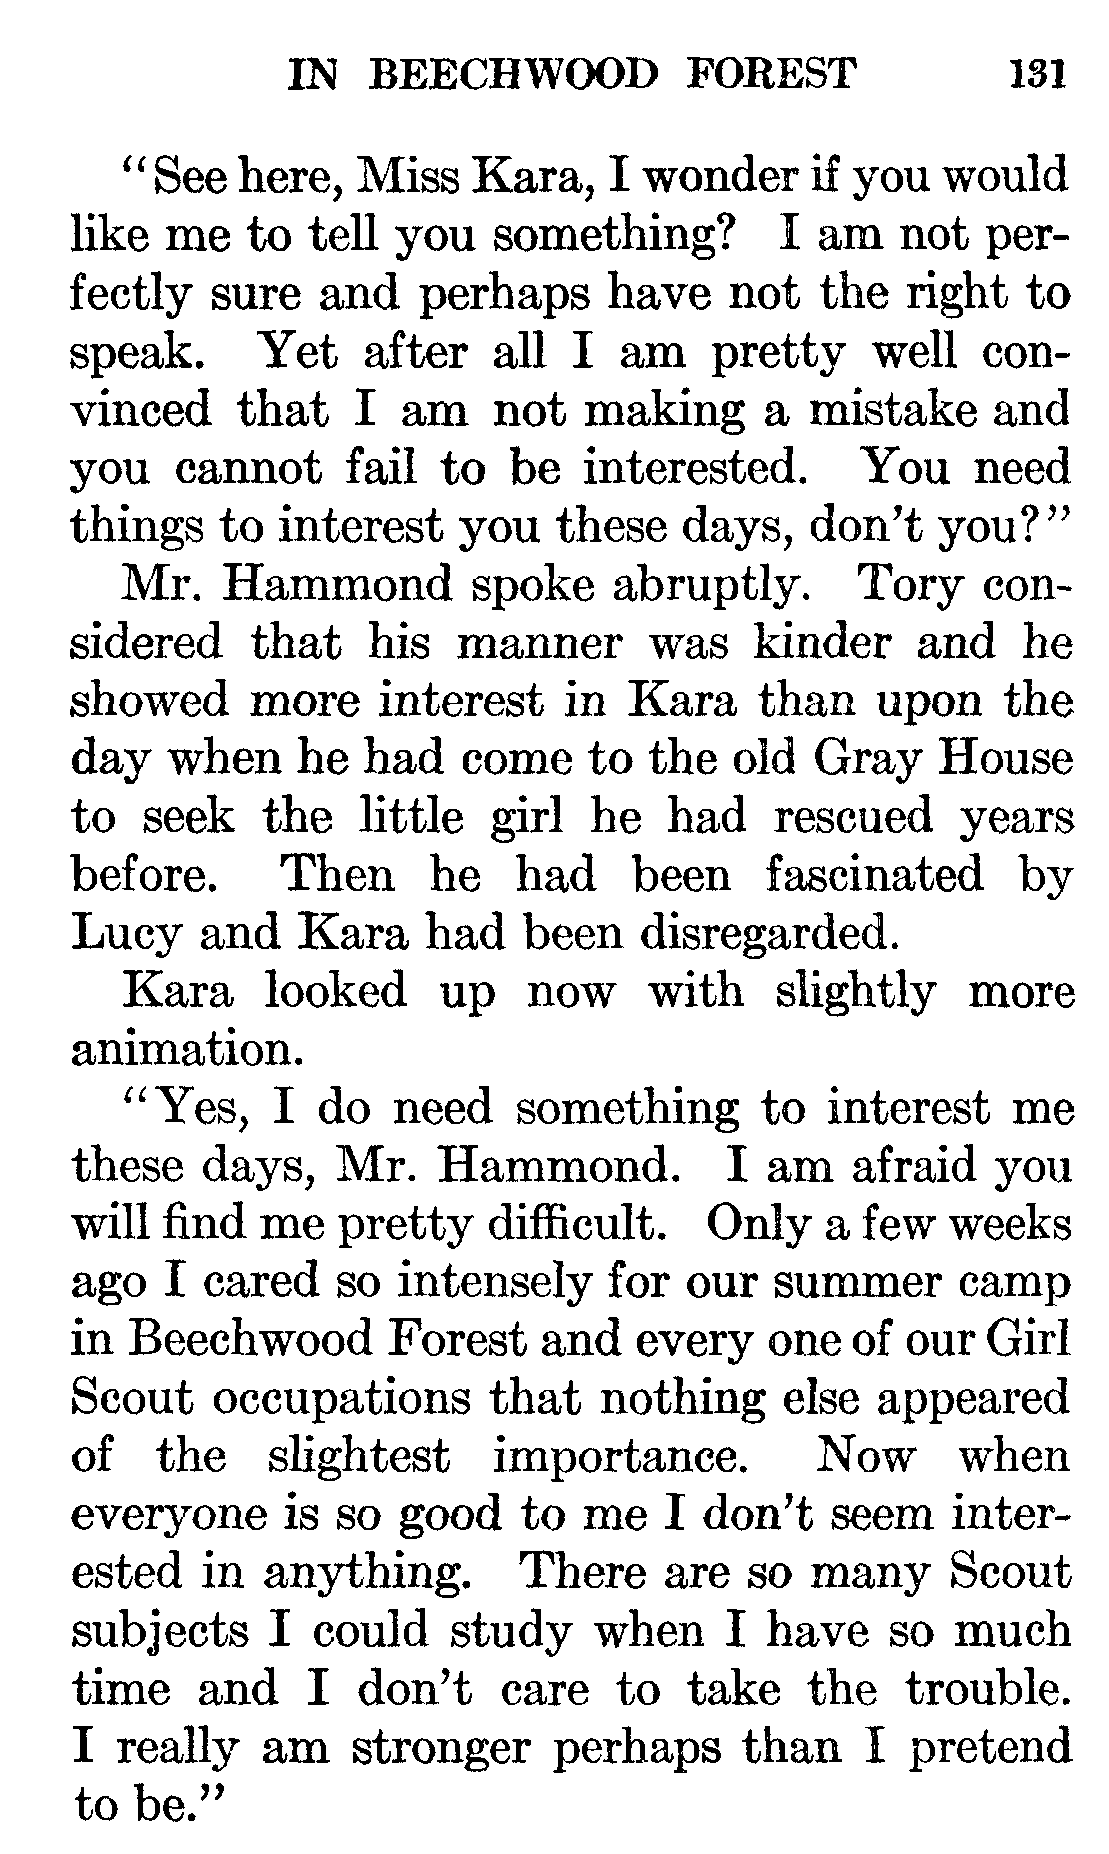 IN BEECHWOOD FOREST 131
"See here, Miss Kara, I wonder if you would
like me to tell you something? I am not per-
fectly sure and perhaps have not the right to
speak. Yet after all I am pretty well con-
vinced that I am not making a mistake and
you cannot fail to be interested. You need
things to interest you these days, don't you?"
Mr. Hammond spoke abruptly. Tory con-
sidered that his manner was kinder and he
showed more interest in Kara than upon the
day when he had come to the old Gray House
to seek the little girl he had rescued years
before. Then he had been fascinated by
Lucy and Kara had been disregarded.
Kara looked up now with slightly more
animation.
"Yes, I do need something to interest me
these days, Mr. Hammond. I am afraid you
will find me pretty difficult. Only a few weeks
ago I cared so intensely for our summer camp
in Beechwood Forest and every one of our Girl
Scout occupations that nothing else appeared
of the slightest importance. Now when
everyone is so good to me I don't seem inter-
ested in anything. There are so many Scout
subjects I could study when I have so much
time and I don't care to take the trouble.
I really am stronger perhaps than I pretend
to be."